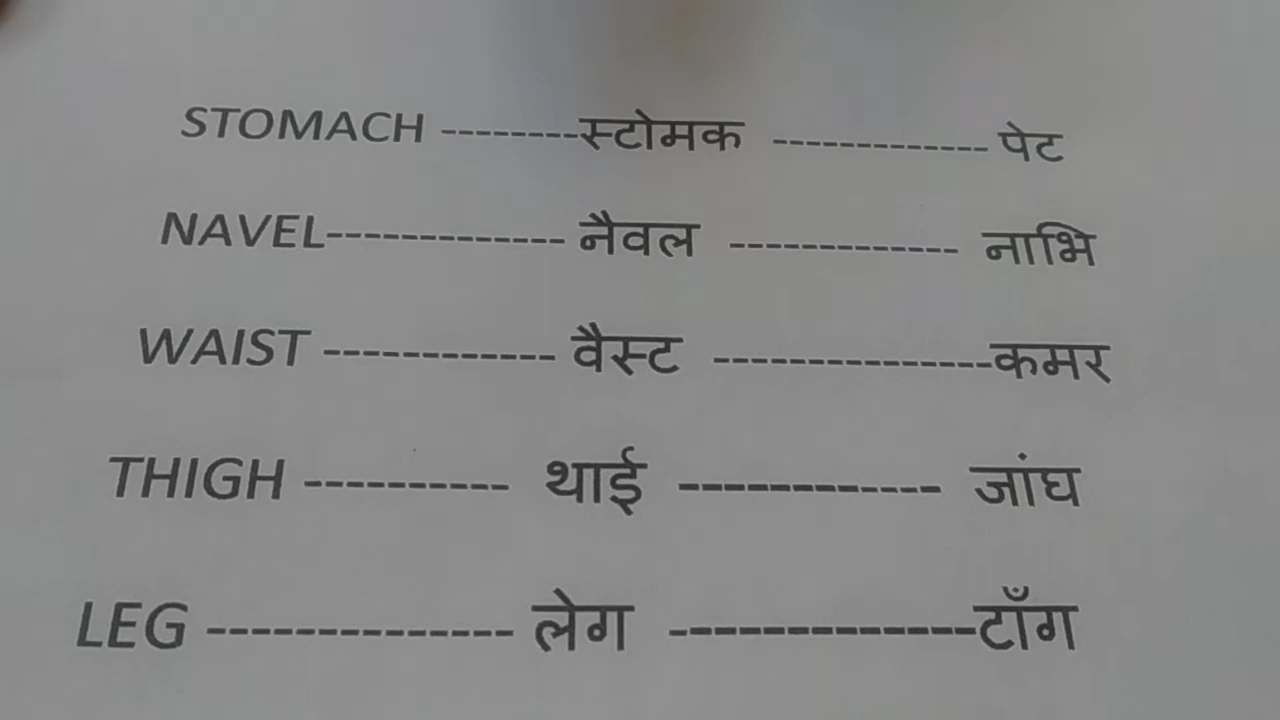 STOMACH --------स्टोमक ------------- पेट
NAVEL------------- नैवल ------------- नाभि
WAIST ------------ वैस्ट ---------------कमर
THIGH ---------- थाई ------------ जांघ
LEG -------------- लेग --------------टाँग